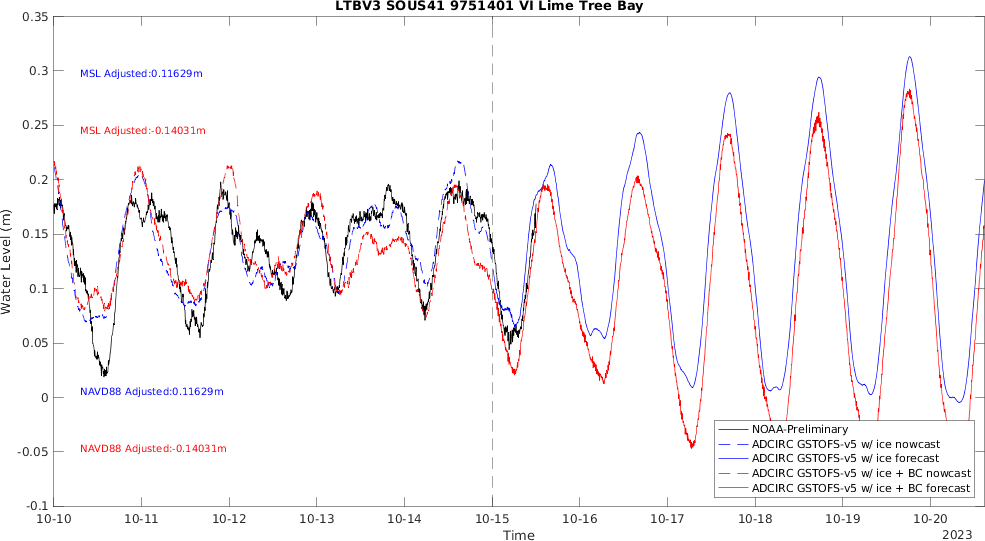 LTBV3 SOUS41 9751401 VI Lime Tree Bay
0.35
0.3
0.25
0.2
0.15
0.1
0.05
0
-0.05
-0.1
Water Level (m)
MSL Adjusted:0.11629m
MSL Adjusted:-0.14031m
NAVD88 Adjusted:0.11629m
NAVD88 Adjusted:-0.14031m
NOAA-Preliminary
ADCIRC GSTOFS-v5 w/ ice nowcast
ADCIRC GSTOFS-v5 w/ ice forecast
ADCIRC GSTOFS-v5 w/ ice + BC nowcast
ADCIRC GSTOFS-v5 w/ ice + BC forecast
10-10 10-11 10-12 10-13 10-14 10-15 10-16 10-17 10-18 10-19 10-20
Time
2023